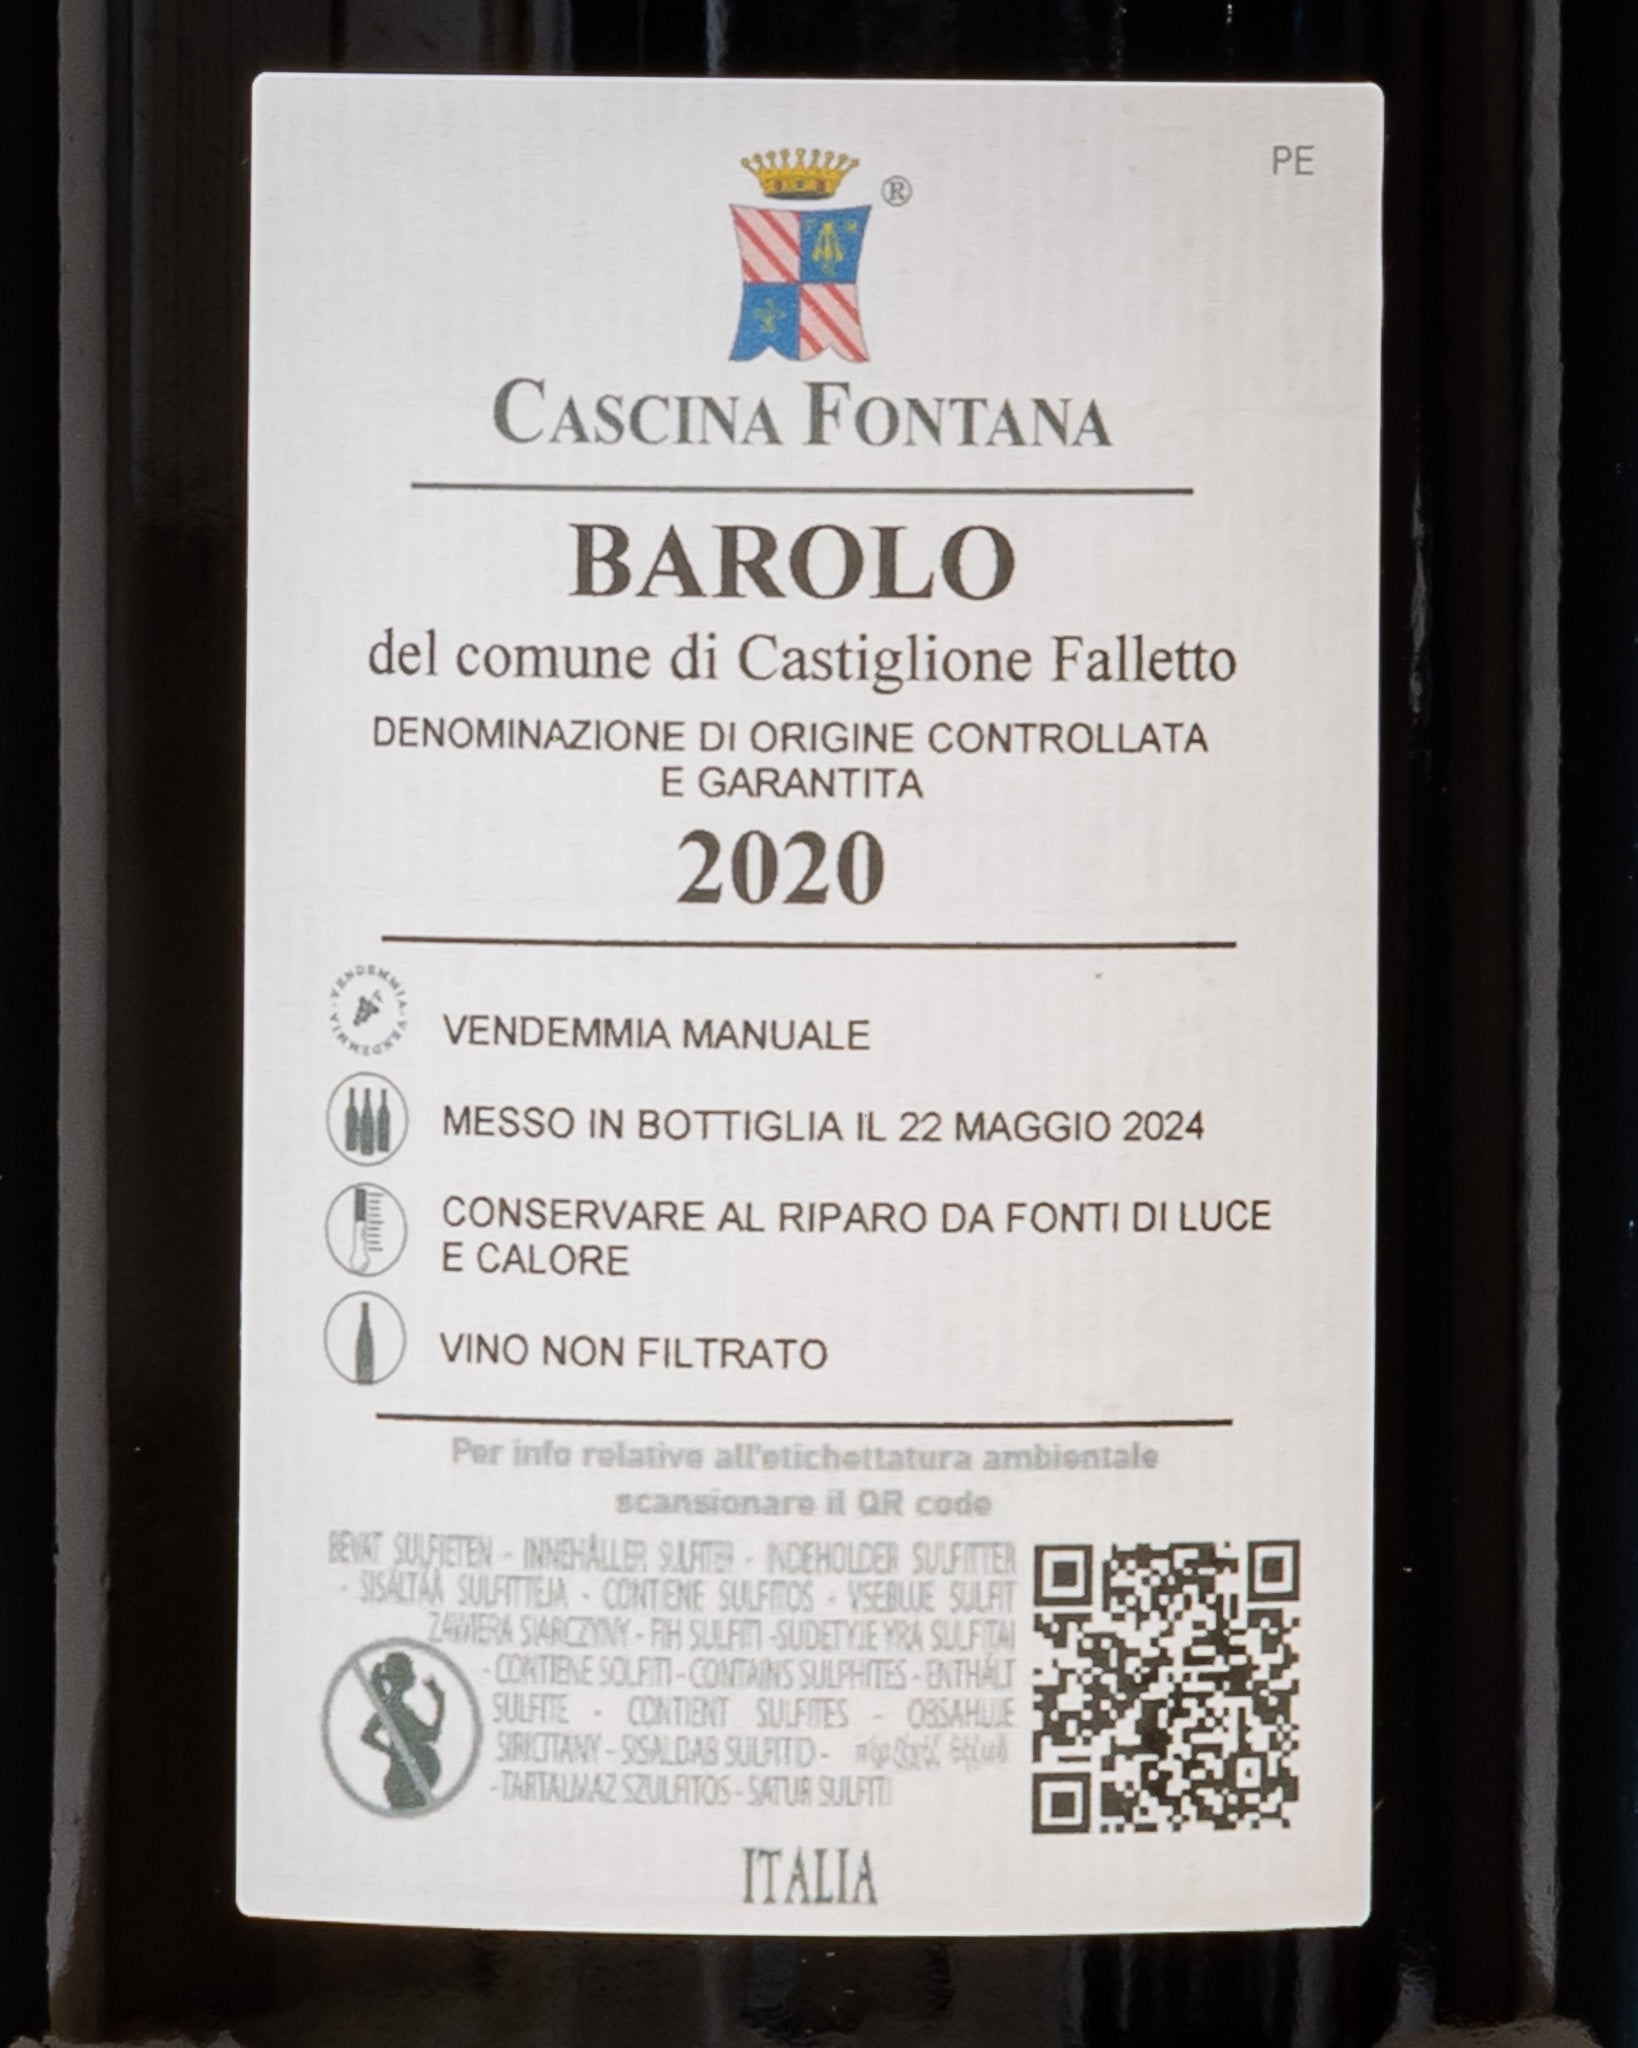 PE
®
CASCINA FONTANA
BAROLO
del comune di Castiglione Falletto
DENOMINAZIONE DI ORIGINE CONTROLLATA
E GARANTITA
2020
VENDEMMIA · VENDEMMIA ·
VENDEMMIA MANUALE
MESSO IN BOTTIGLIA IL 22 MAGGIO 2024
CONSERVARE AL RIPARO DA FONTI DI LUCE
E CALORE
VINO NON FILTRATO
Per info relative all'etichettatura ambientale
scansionare il QR code
BEVAT SULFIETEN - INNEHÅLLER SULFITER - INDEHOLDER SULFITTER
- SISÄLTÄÄ SULFITTEJA - CONTIENE SULFITOS - VSEBUJE SULFIT
ZAWIERA SIARCZYNY - FIH SULFITI - SUDETYJE YRA SULFITAI
- CONTIENE SOLFITI - CONTAINS SULPHITES - ENTHÄLT
SULFITE - CONTIENT SULFITES - OBSAHUJE
SIRICITANY - SISALDAB SULFITID -
- TARTALMAZ SZULFITOS - SATUR SULFITI
ITALIA